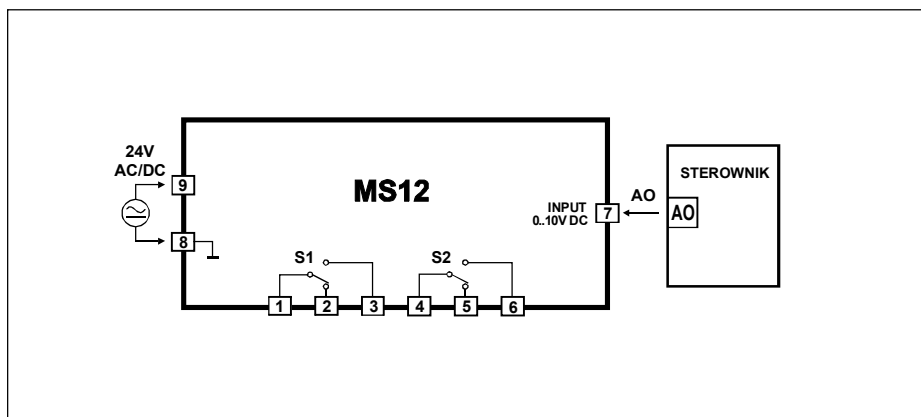 24V
AC/DC
9
8
MS12
S1
S2
1 2 3 4 5 6
INPUT
0..10V DC
7
AO
STEROWNIK
AO